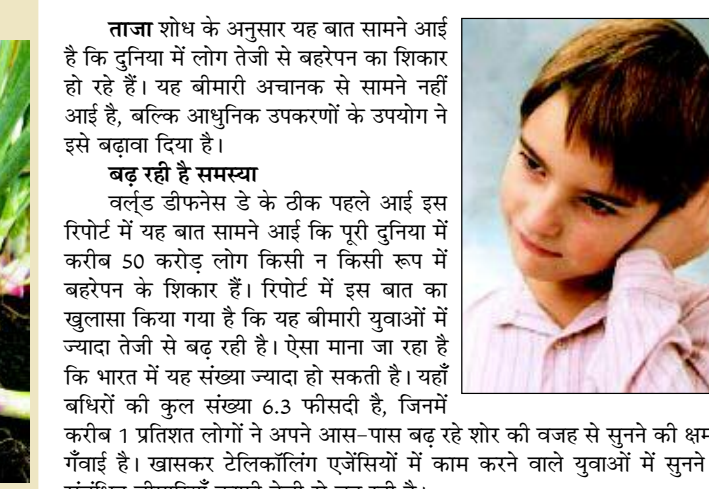 ताजा शोध के अनुसार यह बात सामने आई
है कि दुनिया में लोग तेजी से बहरेपन का शिकार
हो रहे हैं। यह बीमारी अचानक से सामने नहीं
आई है, बल्कि आधुनिक उपकरणों के उपयोग ने
इसे बढ़ावा दिया है।
बढ़ रही है समस्या
वर्ल्ड डीफनेस डे के ठीक पहले आई इस
रिपोर्ट में यह बात सामने आई कि पूरी दुनिया में
करीब 50 करोड़ लोग किसी न किसी रूप में
बहरेपन के शिकार हैं। रिपोर्ट में इस बात का
खुलासा किया गया है कि यह बीमारी युवाओं में
ज्यादा तेजी से बढ़ रही है। ऐसा माना जा रहा है
कि भारत में यह संख्या ज्यादा हो सकती है। यहाँ
बधिरों की कुल संख्या 6.3 फीसदी है, जिनमें
करीब 1 प्रतिशत लोगों ने अपने आस-पास बढ़ रहे शोर की वजह से सुनने की
गँवाई है। खासकर टेलिकॉलिंग एजेंसियों में काम करने वाले युवाओं में सुनने